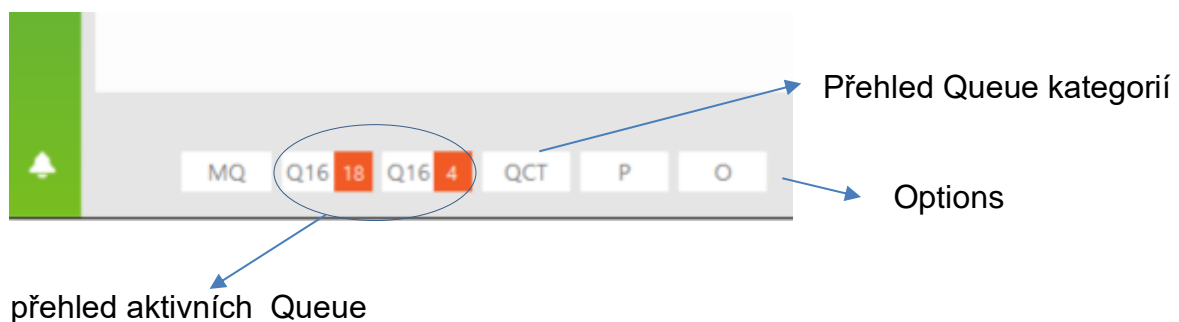 Přehled Queue kategorií
MQ Q16 18 Q16 4 QCT P O
Options
přehled aktivních Queue